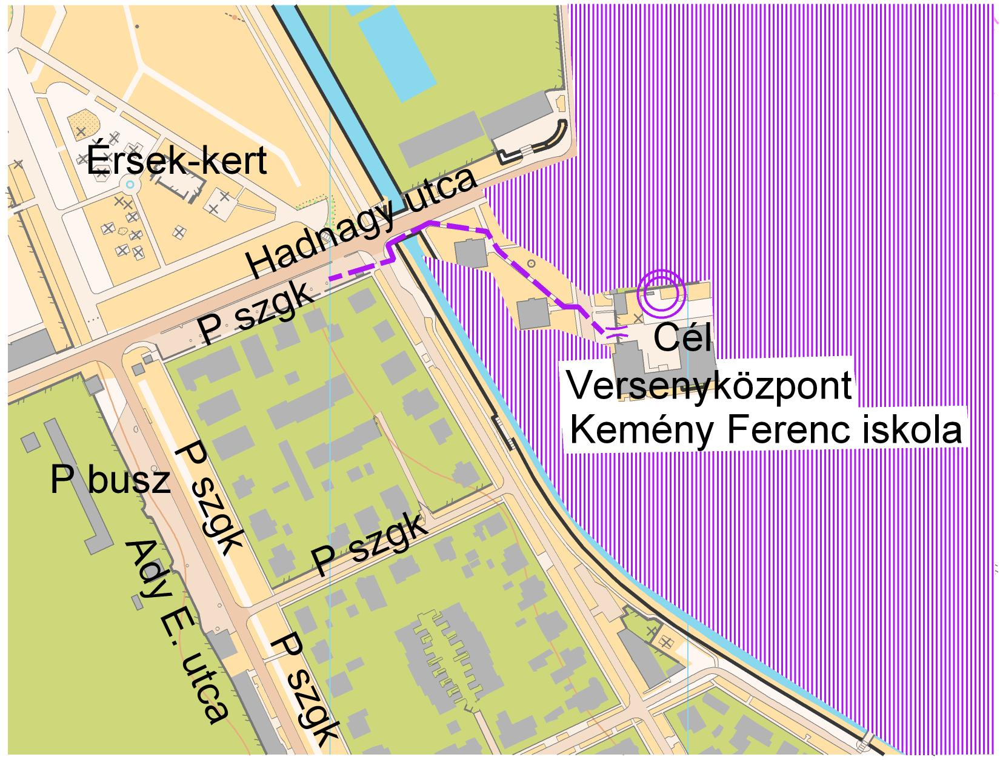 Érsek-kert
Hadnagy utca
P szgk
Cél
Versenyközpont
Kemény Ferenc iskola
P busz
P szgk
P szgk
Ady E. utca
P szgk